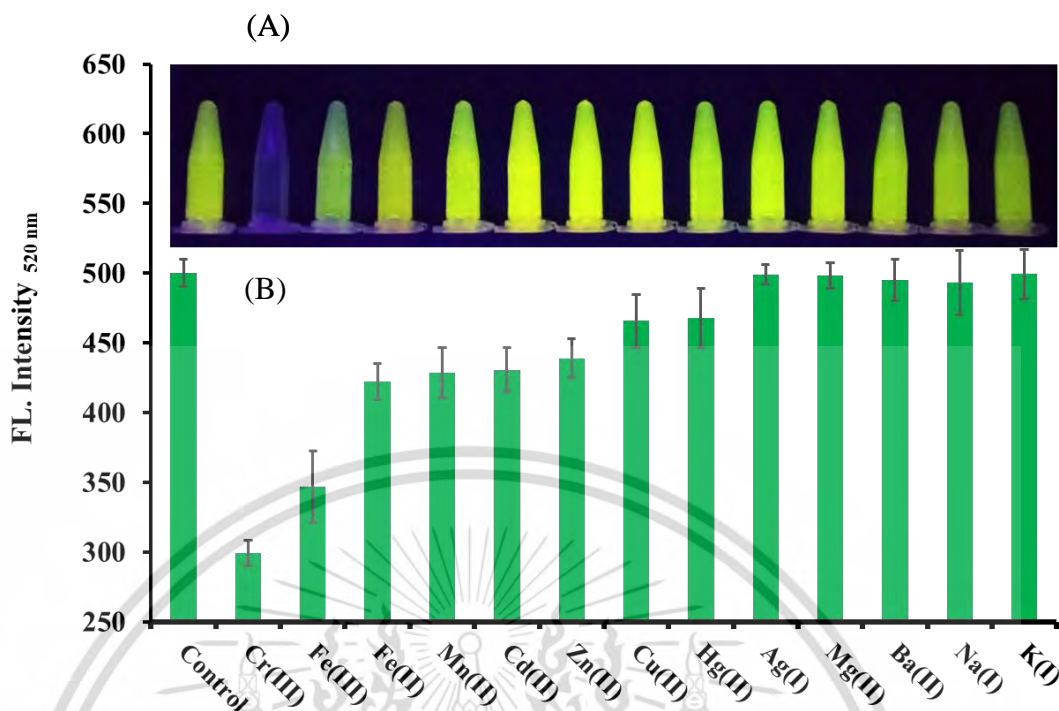 (A)
650
600
550
500
450
400
350
300
250
FL. Intensity 520 nm
(B)
Control
Cr(III)
Fe(III)
Fe(II)
Mn(II)
Cd(II)
Zn(II)
Cu(II)
Hg(II)
Ag(I)
Mg(II)
Ba(II)
Na(I)
K(I)